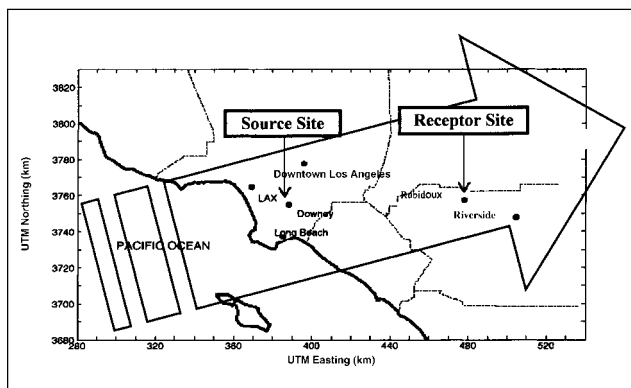 3830
3800
3780
3760
3740
3720
3700
3680
280
320
360
400
440
480
520
UTM Northing (km)
UTM Easting (km)
Source Site
Receptor Site
Downtown Los Angeles
LAX
Downey
Long Beach
Rubidoux
Riverside
PACIFIC OCEAN